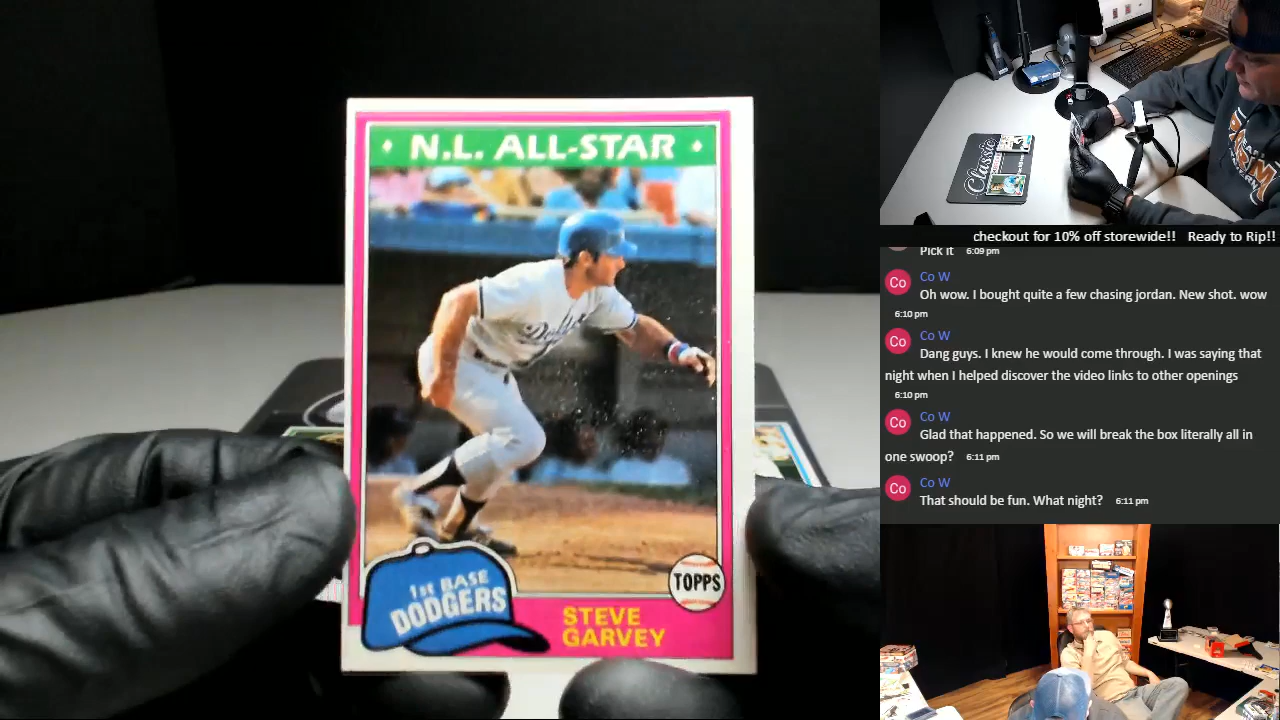 N.L. ALL-STAR
Dodgers
1st BASE
DODGERS
TOPPS
STEVE
GARVEY
Classic
checkout for 10% off storewide!! Ready to Rip!!
Pick it 6:09 pm
Co Co W
Oh wow. I bought quite a few chasing jordan. New shot. wow
6:10 pm
Co Co W
Dang guys. I knew he would come through. I was saying that
night when I helped discover the video links to other openings
6:10 pm
Co Co W
Glad that happened. So we will break the box literally all in
one swoop? 6:11 pm
Co Co W
That should be fun. What night? 6:11 pm